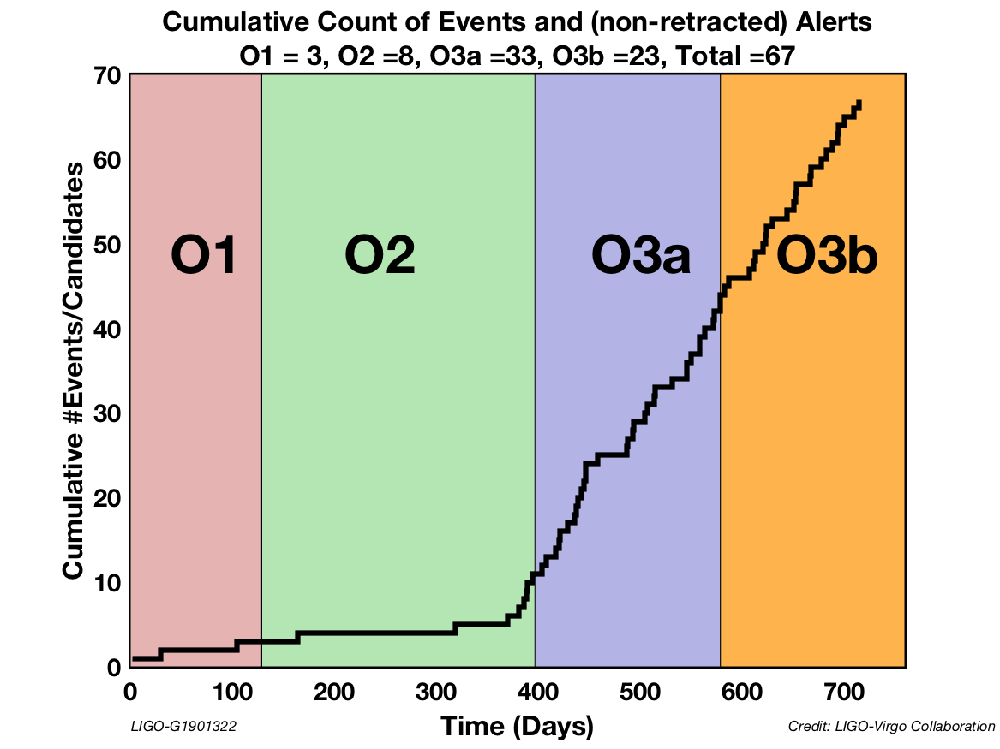 Cumulative Count of Events and (non-retracted) Alerts
O1 = 3, O2 =8, O3a =33, O3b =23, Total =67
70
60
50
40
30
20
10
0
Cumulative #Events/Candidates
O1
O2
O3a
O3b
0 100 200 300 400 500 600 700
Time (Days)
LIGO-G1901322
Credit: LIGO-Virgo Collaboration